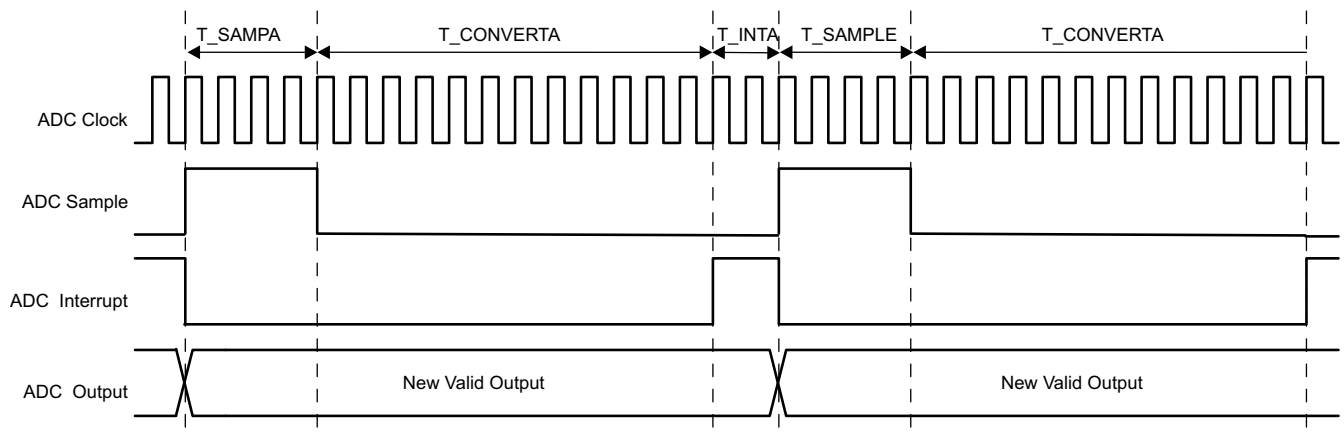 T_SAMPA T_CONVERTA T_INTA T_SAMPLE T_CONVERTA
ADC Clock
ADC Sample
ADC Interrupt
ADC Output New Valid Output New Valid Output